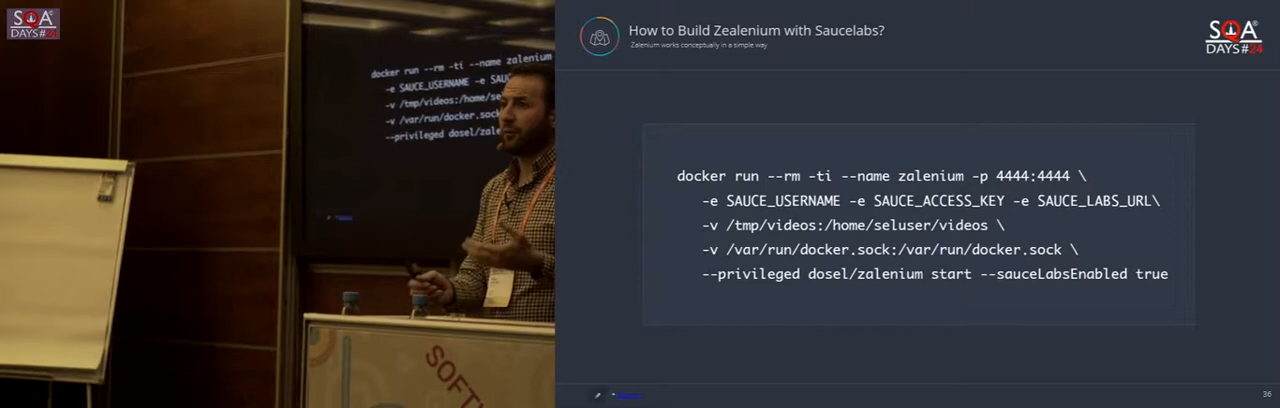 SQA
DAYS#
docker run --rm -ti --name zalenium
-e SAUCE_USERNAME -e SAUC
-v /tmp/videos:/home/se
-v /var/run/docker.sock
--privileged dosel/zale
SOFT
How to Build Zealenium with Saucelabs?
Zalenium works conceptually in a simple way
SQA
DAYS#24
docker run --rm -ti --name zalenium -p 4444:4444 \
-e SAUCE_USERNAME -e SAUCE_ACCESS_KEY -e SAUCE_LABS_URL\
-v /tmp/videos:/home/seluser/videos \
-v /var/run/docker.sock:/var/run/docker.sock \
--privileged dosel/zalenium start --sauceLabsEnabled true
36